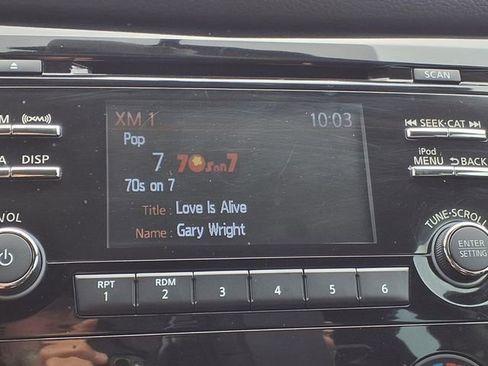 SCAN
XM 1 10:03
Pop
7 70s on 7
70s on 7
Title : Love Is Alive
Name : Gary Wright
M (XM)
A DISP
VOL
SEEK·CAT
iPod
MENU BACK
TUNE·SCROLL
ENTER
SETTING
RPT
1
RDM
2
3
4
5
6